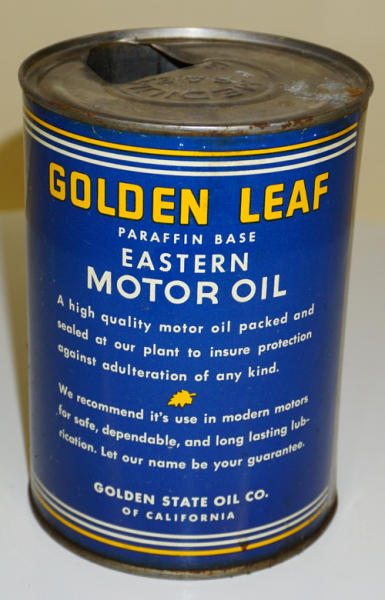 GOLDEN LEAF
PARAFFIN BASE
EASTERN
MOTOR OIL
A high quality motor oil packed and
sealed at our plant to insure protection
against adulteration of any kind.
We recommend it's use in modern motors
for safe, dependable, and long lasting lub-
rication. Let our name be your guarantee.
GOLDEN STATE OIL CO.
OF CALIFORNIA